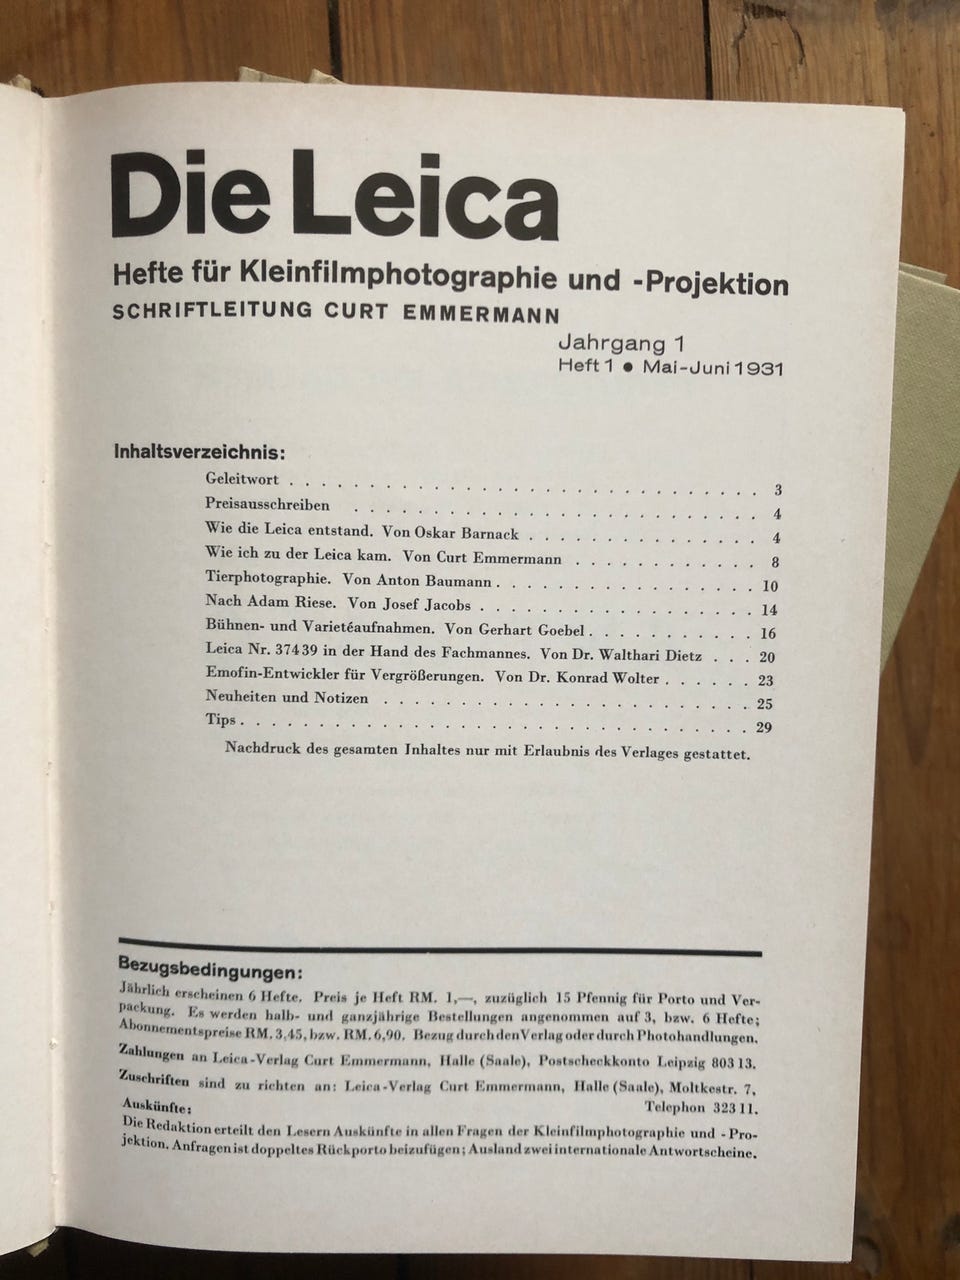 Die Leica
Hefte für Kleinfilmphotographie und -Projektion
SCHRIFTLEITUNG CURT EMMERMANN
Jahrgang 1
Heft 1 ● Mai-Juni 1931
Inhaltsverzeichnis:
Geleitwort . . . . . . . . . . . . . . . . . . . . . . . . . . . . 3
Preisausschreiben . . . . . . . . . . . . . . . . . . . . . . . . 4
Wie die Leica entstand. Von Oskar Barnack . . . . . . . . . . . . . 4
Wie ich zu der Leica kam. Von Curt Emmermann . . . . . . . . . . 8
Tierphotographie. Von Anton Baumann . . . . . . . . . . . . . . . 10
Nach Adam Riese. Von Josef Jacobs . . . . . . . . . . . . . . . . 14
Bühnen- und Varietéaufnahmen. Von Gerhart Goebel . . . . . . . . . 16
Leica Nr. 37439 in der Hand des Fachmannes. Von Dr. Walthari Dietz . . . 20
Emofin-Entwickler für Vergrößerungen. Von Dr. Konrad Wolter . . . . . . 23
Neuheiten und Notizen . . . . . . . . . . . . . . . . . . . . . . 25
Tips . . . . . . . . . . . . . . . . . . . . . . . . . . . . . . 29
Nachdruck des gesamten Inhaltes nur mit Erlaubnis des Verlages gestattet.
Bezugsbedingungen:
Jährlich erscheinen 6 Hefte. Preis je Heft RM. 1,—, zuzüglich 15 Pfennig für Porto und Ver-
packung. Es werden halb- und ganzjährige Bestellungen angenommen auf 3, bzw. 6 Hefte;
Abonnementspreise RM. 3,45, bzw. RM. 6,90. Bezug durch den Verlag oder durch Photohandlungen.
Zahlungen an Leica-Verlag Curt Emmermann, Halle (Saale), Postscheckkonto Leipzig 80313.
Zuschriften sind zu richten an: Leica-Verlag Curt Emmermann, Halle (Saale), Moltkestr. 7,
Telephon 32311.
Auskünfte:
Die Redaktion erteilt den Lesern Auskünfte in allen Fragen der Kleinfilmphotographie und -Pro-
jektion. Anfragen ist doppeltes Rückporto beizufügen; Ausland zwei internationale Antwortscheine.